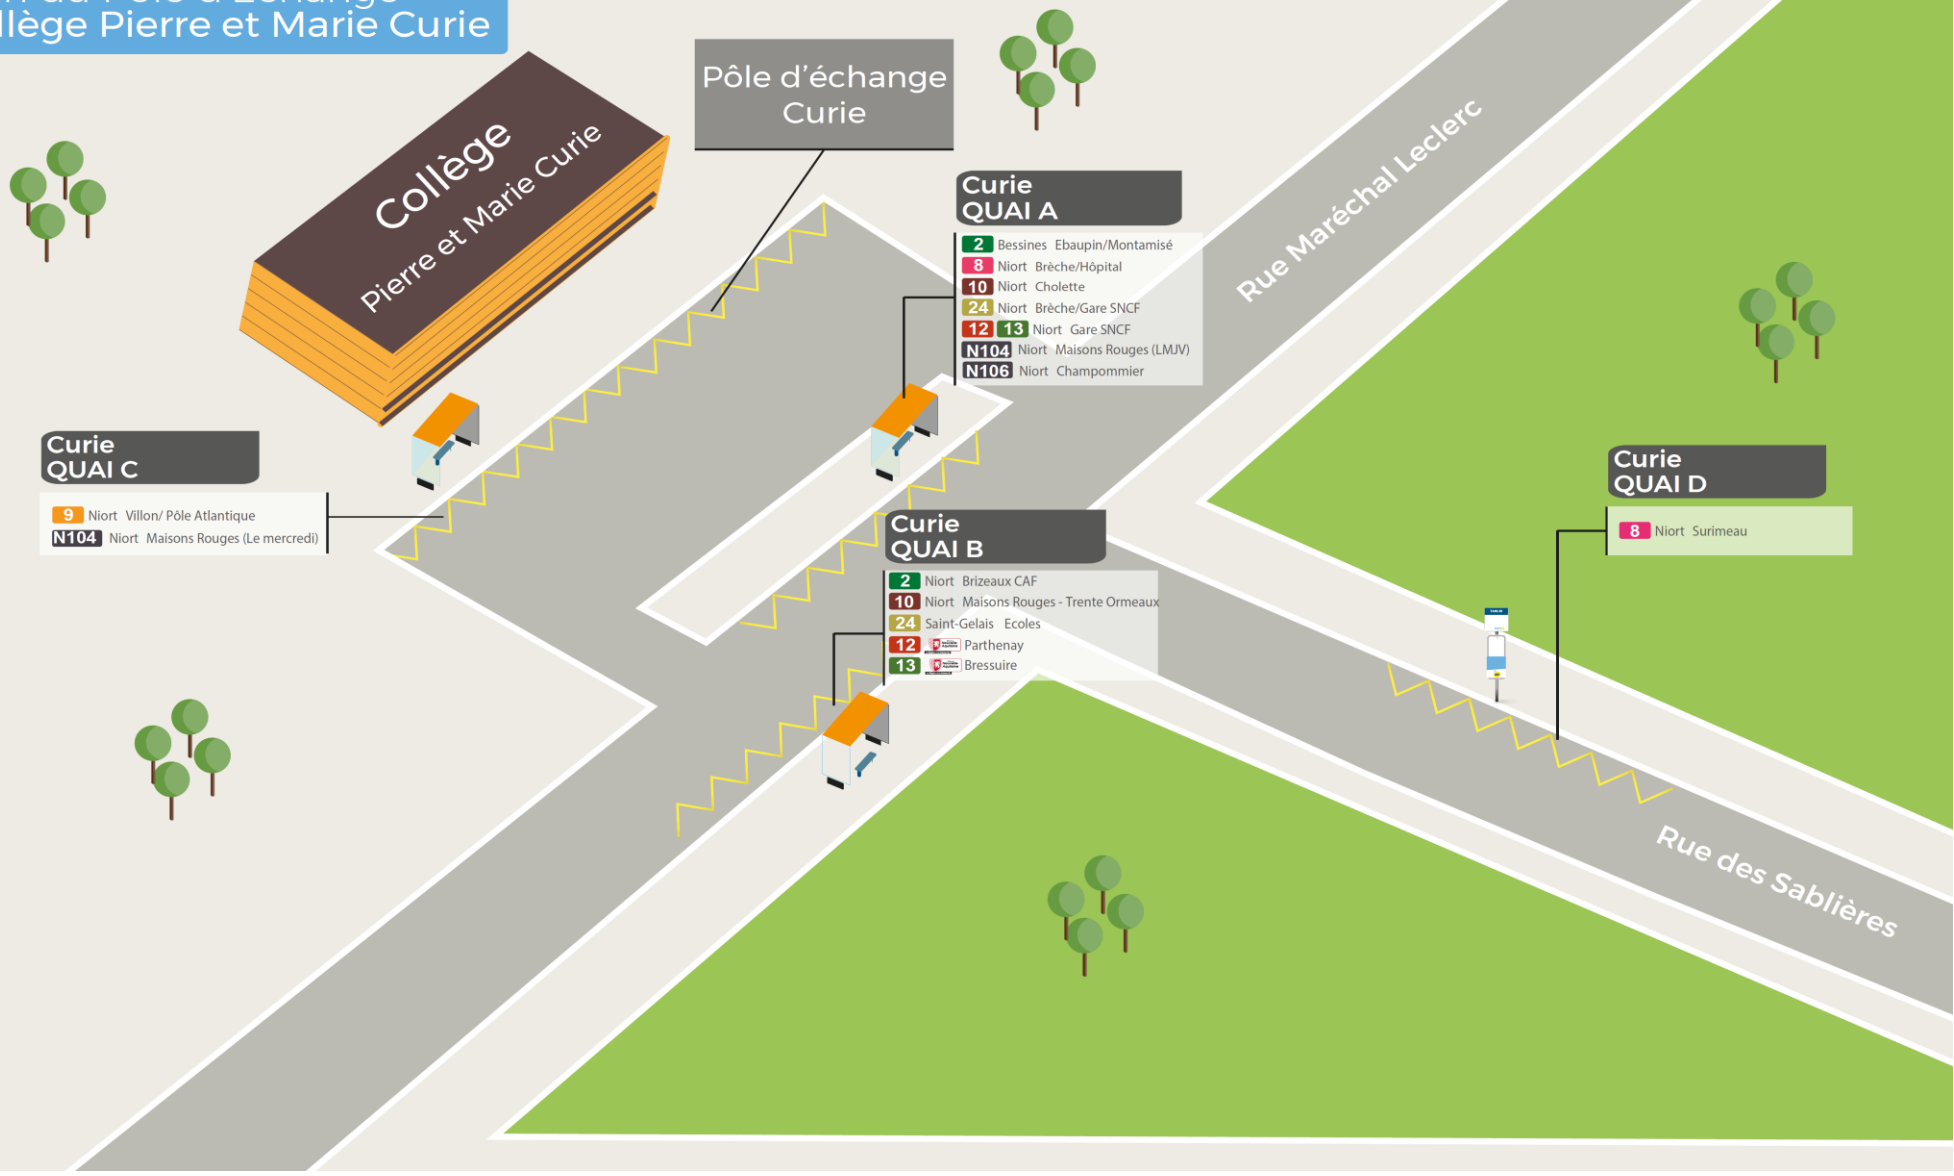 Pôle d'Échange
llège Pierre et Marie Curie
Collège
Pierre et Marie Curie
Pôle d'échange
Curie
Curie
QUAI A
2 Bessines Ebaupin/Montamisé
8 Niort Brèche/Hôpital
10 Niort Cholette
24 Niort Brèche/Gare SNCF
12 13 Niort Gare SNCF
N104 Niort Maisons Rouges (LMJV)
N106 Niort Champommier
Rue Maréchal Leclerc
Curie
QUAI C
9 Niort Villon/ Pôle Atlantique
N104 Niort Maisons Rouges (Le mercredi)
Curie
QUAI D
8 Niort Surimeau
Curie
QUAI B
2 Niort Brizeaux CAF
10 Niort Maisons Rouges - Trente Ormeaux
24 Saint-Gelais Ecoles
12 Parthenay
13 Bressuire
Rue des Sablières